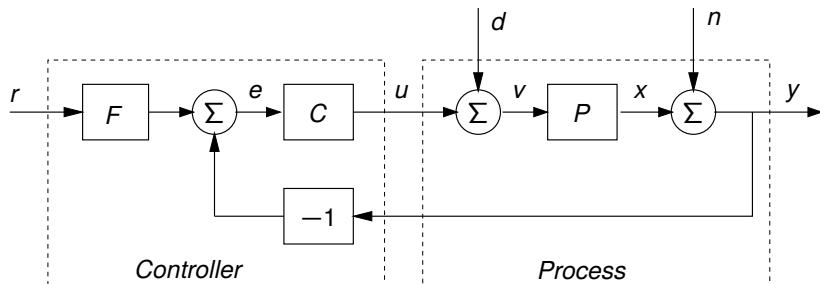 d
n
r
F
Σ
e
C
u
Σ
v
P
x
Σ
y
−1
Controller
Process